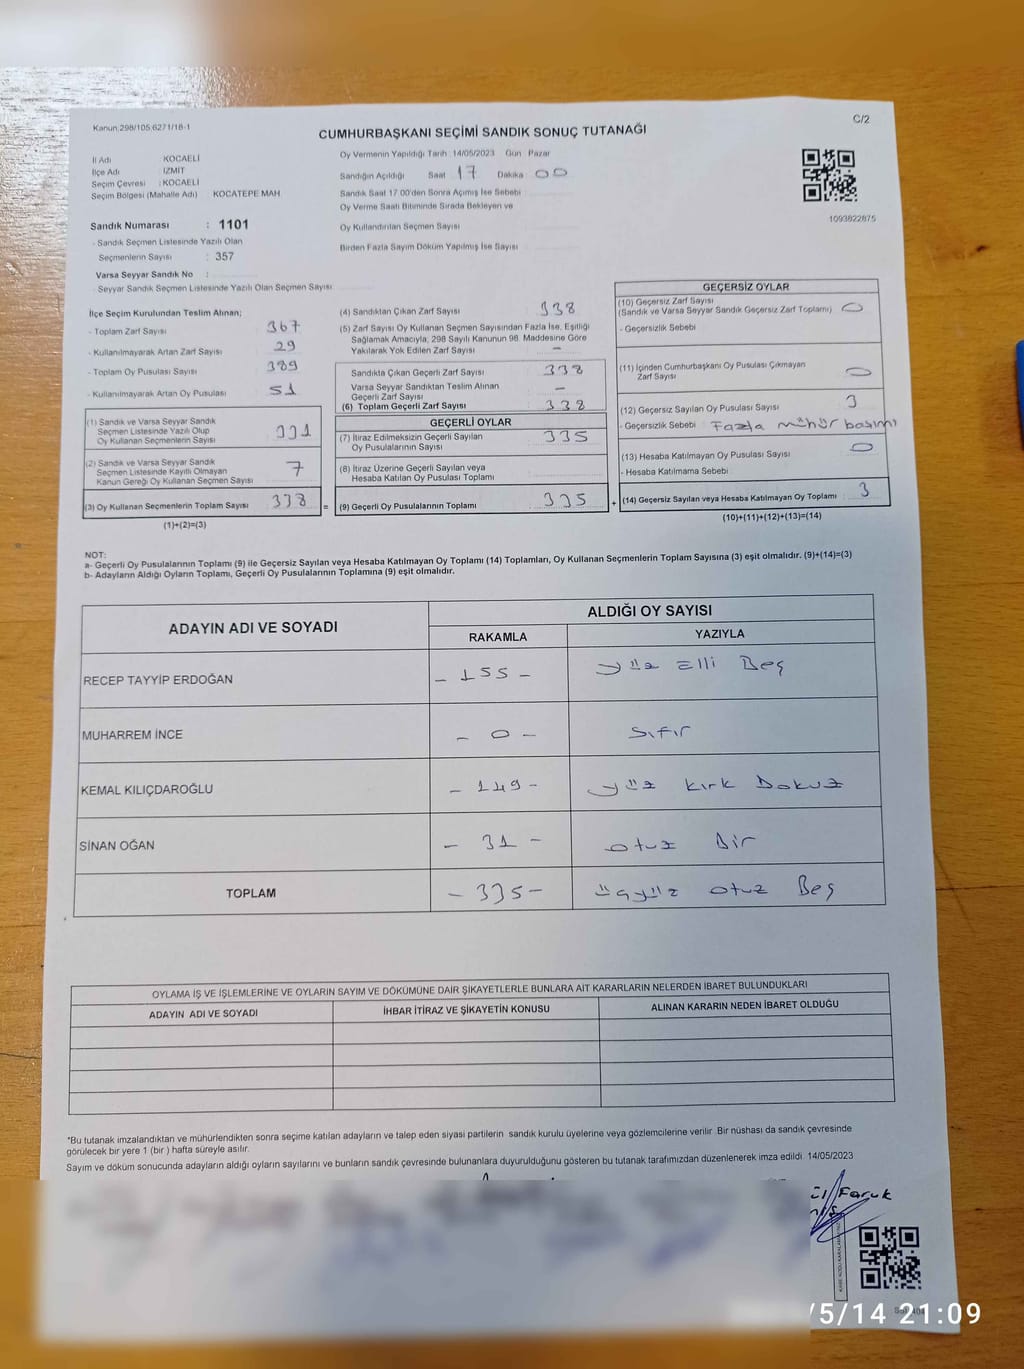 Kanun:298/105,6271/18-1
C/2
CUMHURBAŞKANI SEÇİMİ SANDIK SONUÇ TUTANAĞI
İl Adı KOCAELİ
İlçe Adı İZMİT
Seçim Çevresi : KOCAELİ
Seçim Bölgesi (Mahalle Adı) KOCATEPE MAH
Sandık Numarası : 1101
- Sandık Seçmen Listesinde Yazılı Olan
Seçmenlerin Sayısı : 357
Varsa Seyyar Sandık No :
- Seyyar Sandık Seçmen Listesinde Yazılı Olan Seçmen Sayısı
Oy Vermenin Yapıldığı Tarih : 14/05/2023 Gün Pazar
Sandığın Açıldığı Saat 17 Dakika 00
Sandık Saat 17.00'den Sonra Açılmış İse Sebebi
Oy Verme Saati Bitiminde Sırada Bekleyen ve
Oy Kullandırılan Seçmen Sayısı
Birden Fazla Sayım Döküm Yapılmış İse Sayısı
1093822875
İlçe Seçim Kurulundan Teslim Alınan;
- Toplam Zarf Sayısı 367
- Kullanılmayarak Artan Zarf Sayısı 29
- Toplam Oy Pusulası Sayısı 389
- Kullanılmayarak Artan Oy Pusulası 51
(1) Sandık ve Varsa Seyyar Sandık
Seçmen Listesinde Yazılı Olup
Oy Kullanan Seçmenlerin Sayısı 331
(2) Sandık ve Varsa Seyyar Sandık
Seçmen Listesinde Kayıtlı Olmayan
Kanun Gereği Oy Kullanan Seçmen Sayısı 7
(3) Oy Kullanan Seçmenlerin Toplam Sayısı 338 =
(1)+(2)=(3)
(4) Sandıktan Çıkan Zarf Sayısı 338
(5) Zarf Sayısı Oy Kullanan Seçmen Sayısından Fazla İse, Eşitliği
Sağlamak Amacıyla, 298 Sayılı Kanunun 98. Maddesine Göre
Yakılarak Yok Edilen Zarf Sayısı –
Sandıkta Çıkan Geçerli Zarf Sayısı 338
Varsa Seyyar Sandıktan Teslim Alınan
Geçerli Zarf Sayısı –
(6) Toplam Geçerli Zarf Sayısı 338
GEÇERLİ OYLAR
(7) İtiraz Edilmeksizin Geçerli Sayılan
Oy Pusulalarının Sayısı 335
(8) İtiraz Üzerine Geçerli Sayılan veya
Hesaba Katılan Oy Pusulası Toplamı
(9) Geçerli Oy Pusulalarının Toplamı 335 +
GEÇERSİZ OYLAR
(10) Geçersiz Zarf Sayısı
(Sandık ve Varsa Seyyar Sandık Geçersiz Zarf Toplamı) 0
- Geçersizlik Sebebi
(11) İçinden Cumhurbaşkanı Oy Pusulası Çıkmayan
Zarf Sayısı 0
(12) Geçersiz Sayılan Oy Pusulası Sayısı 3
- Geçersizlik Sebebi Fazla mühür basımı
(13) Hesaba Katılmayan Oy Pusulası Sayısı 0
- Hesaba Katılmama Sebebi
(14) Geçersiz Sayılan veya Hesaba Katılmayan Oy Toplamı 3
(10)+(11)+(12)+(13)=(14)
NOT:
a- Geçerli Oy Pusulalarının Toplamı (9) ile Geçersiz Sayılan veya Hesaba Katılmayan Oy Toplamı (14) Toplamları, Oy Kullanan Seçmenlerin Toplam Sayısına (3) eşit olmalıdır. (9)+(14)=(3)
b- Adayların Aldığı Oyların Toplamı, Geçerli Oy Pusulalarının Toplamına (9) eşit olmalıdır.
ADAYIN ADI VE SOYADI
ALDIĞI OY SAYISI
RAKAMLA YAZIYLA
RECEP TAYYİP ERDOĞAN - 155 - yüz Elli Beş
MUHARREM İNCE - 0 - Sıfır
KEMAL KILIÇDAROĞLU - 149 - yüz kırk Dokuz
SİNAN OĞAN - 31 - otuz Bir
TOPLAM - 335 - üçyüz otuz Beş
OYLAMA İŞ VE İŞLEMLERİNE VE OYLARIN SAYIM VE DÖKÜMÜNE DAİR ŞİKAYETLERLE BUNLARA AİT KARARLARIN NELERDEN İBARET BULUNDUKLARI
ADAYIN ADI VE SOYADI İHBAR İTİRAZ VE ŞİKAYETİN KONUSU ALINAN KARARIN NEDEN İBARET OLDUĞU
*Bu tutanak imzalandıktan ve mühürlendikten sonra seçime katılan adayların ve talep eden siyasi partilerin sandık kurulu üyelerine veya gözlemcilerine verilir. Bir nüshası da sandık çevresinde
görülecek bir yere 1 (bir) hafta süreyle asılır.
Sayım ve döküm sonucunda adayların aldığı oyların sayılarını ve bunların sandık çevresinde bulunanlara duyurulduğunu gösteren bu tutanak tarafımızdan düzenlenerek imza edildi. 14/05/2023
Faruk
/5/14 21:09